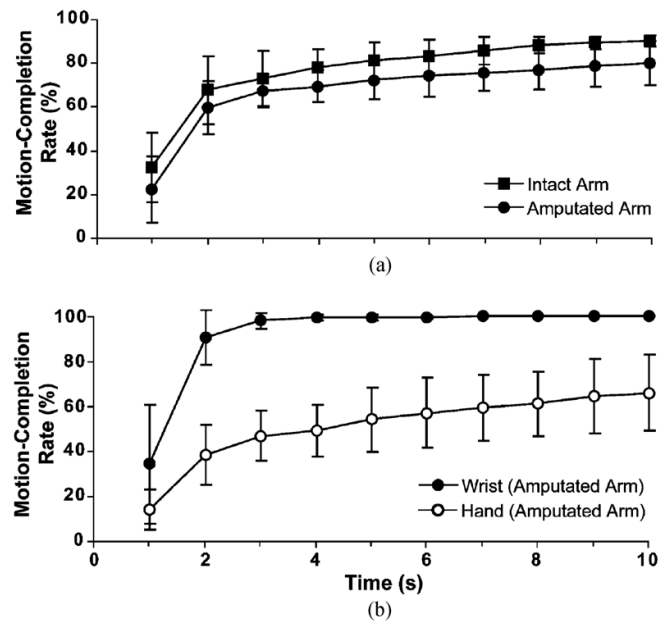 100
80
60
40
20
0
Motion-Completion
Rate (%)
Intact Arm
Amputated Arm
(a)
100
80
60
40
20
0
Motion-Completion
Rate (%)
Wrist (Amputated Arm)
Hand (Amputated Arm)
0 2 4 6 8 10
Time (s)
(b)